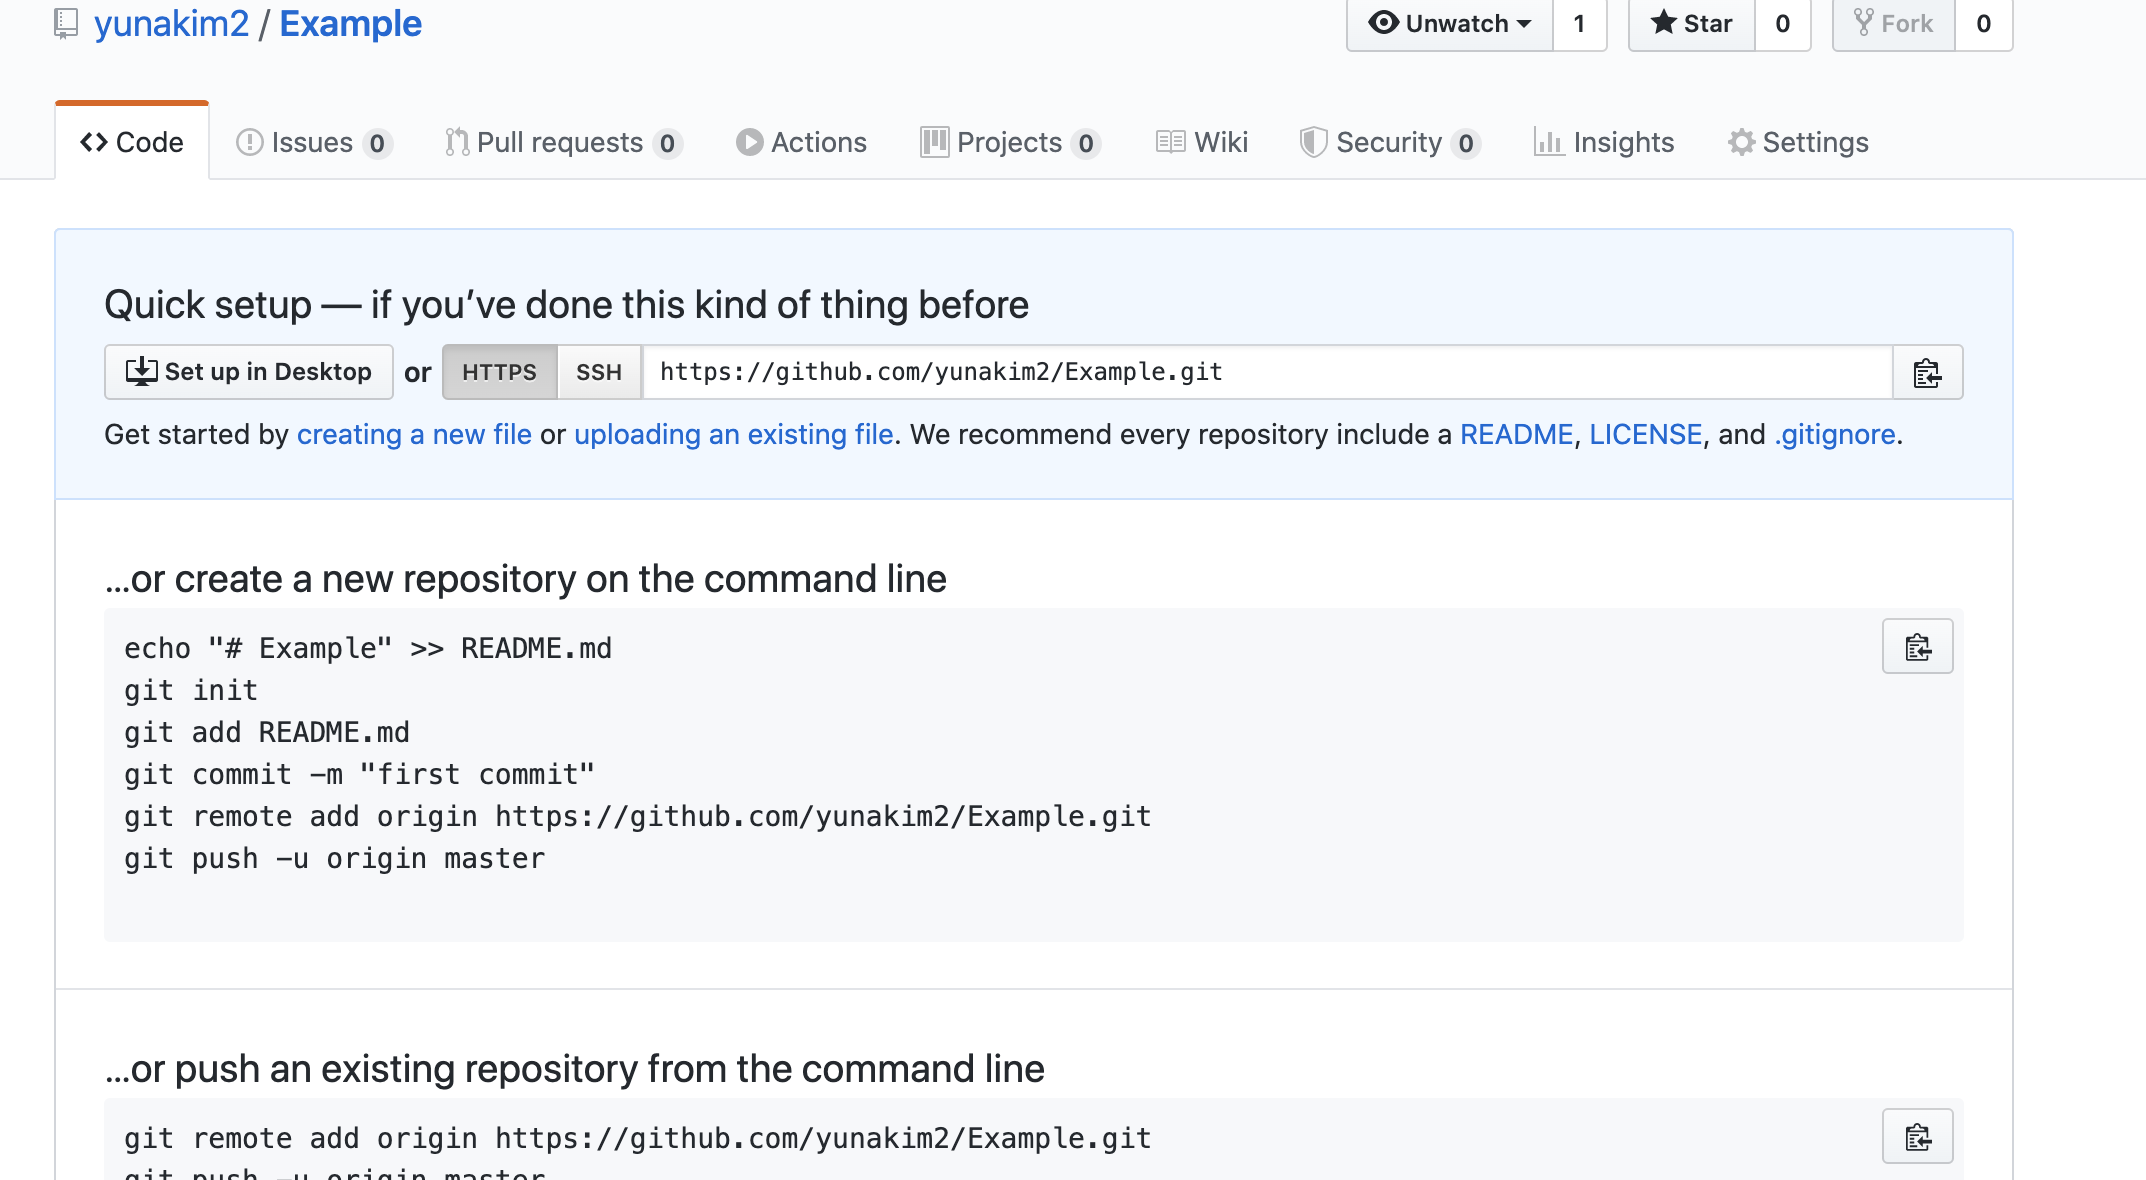 yunakim2 / Example
Unwatch 1 Star 0 Fork 0
Code Issues 0 Pull requests 0 Actions Projects 0 Wiki Security 0 Insights Settings
Quick setup — if you’ve done this kind of thing before
Set up in Desktop or HTTPS SSH https://github.com/yunakim2/Example.git
Get started by creating a new file or uploading an existing file. We recommend every repository include a README, LICENSE, and .gitignore.
…or create a new repository on the command line
echo "# Example" >> README.md
git init
git add README.md
git commit -m "first commit"
git remote add origin https://github.com/yunakim2/Example.git
git push -u origin master
…or push an existing repository from the command line
git remote add origin https://github.com/yunakim2/Example.git
git push -u origin master